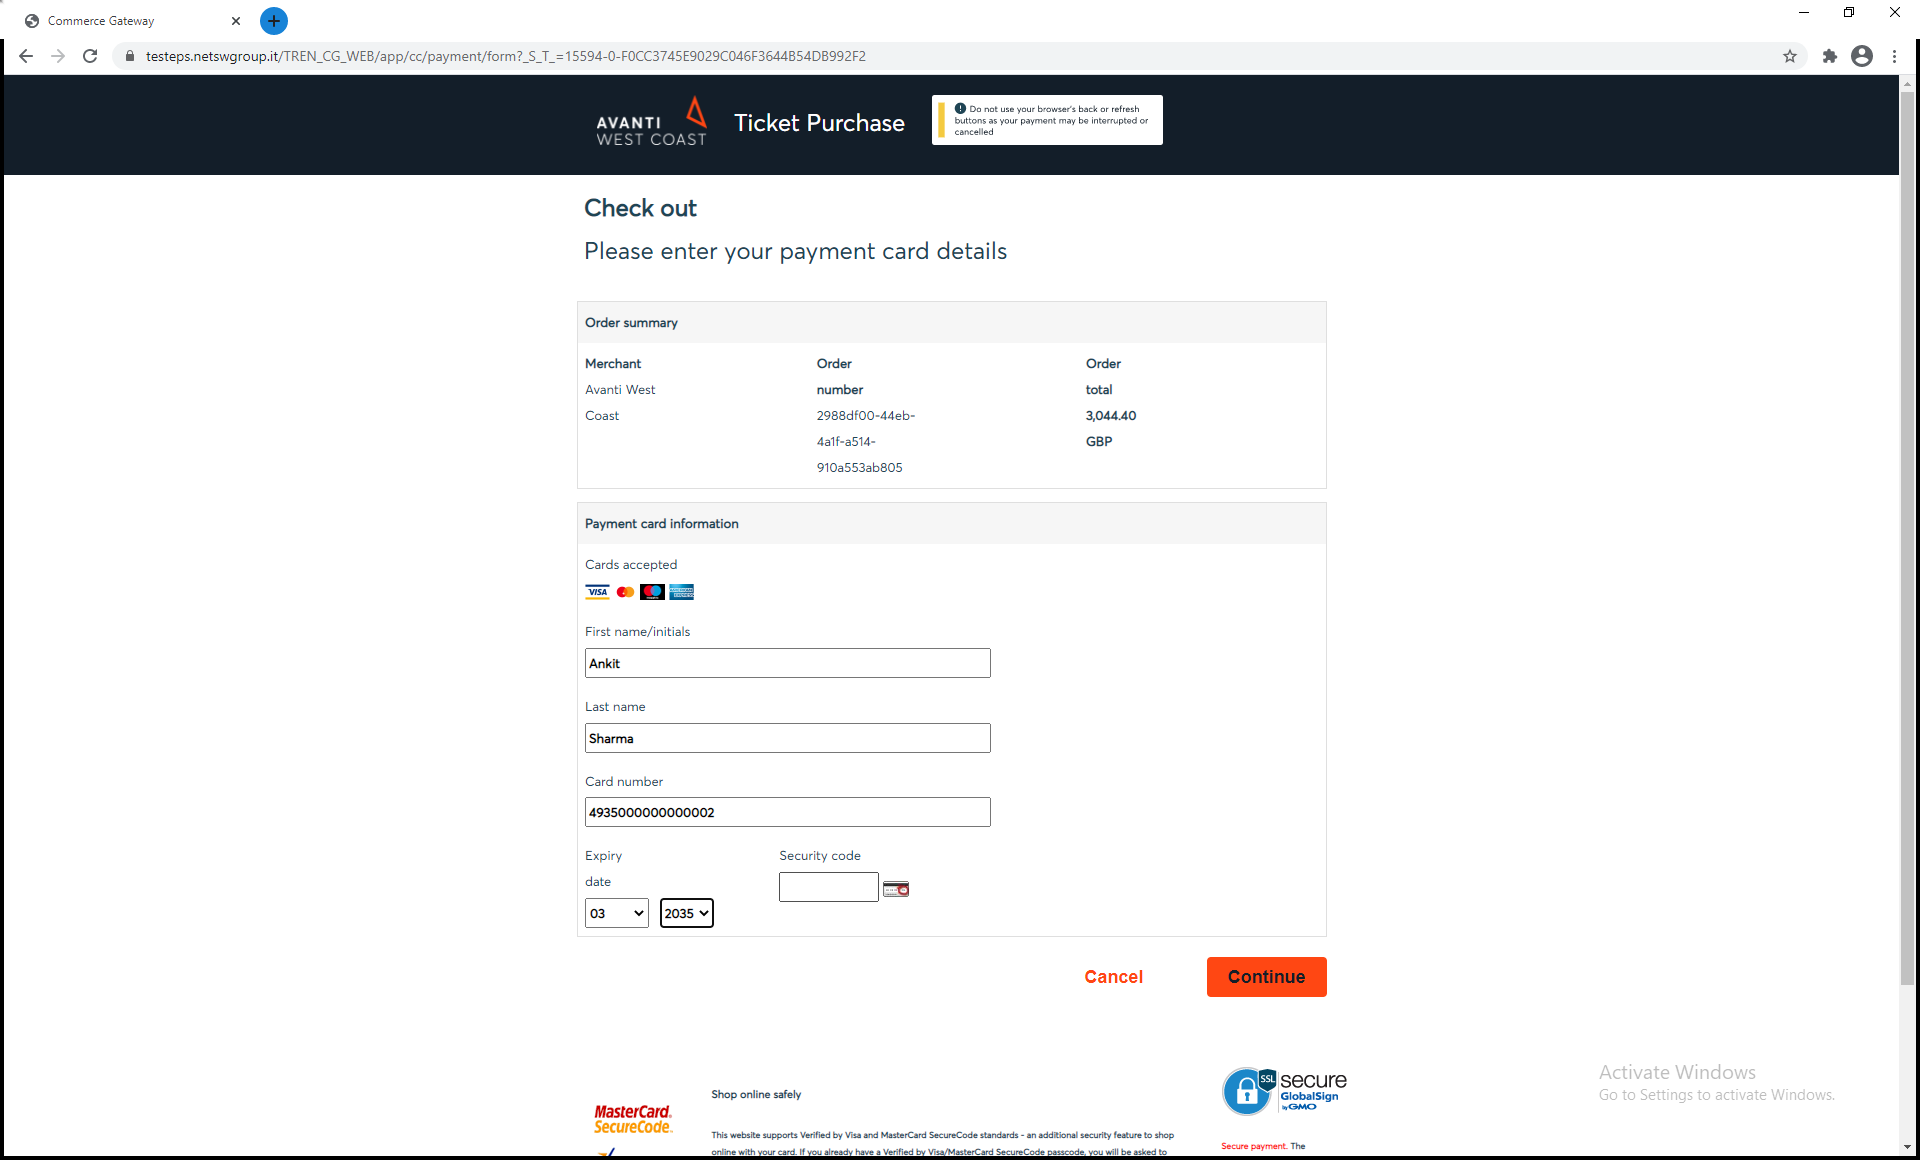 Commerce Gateway
testeps.netswgroup.it/TREN_CG_WEB/app/cc/payment/form?_S_T_=15594-0-F0CC3745E9029C046F3644B54DB992F2
AVANTI
WEST COAST
Ticket Purchase
Do not use your browser's back or refresh
buttons as your payment may be interrupted or
cancelled
Check out
Please enter your payment card details
Order summary
Merchant
Avanti West
Coast
Order
number
2988df00-44eb-
4a1f-a514-
910a553ab805
Order
total
3,044.40
GBP
Payment card information
Cards accepted
VISA
First name/initials
Ankit
Last name
Sharma
Card number
4935000000000002
Expiry
date
03
2035
Security code
Cancel
Continue
MasterCard.
SecureCode.
Shop online safely
This website supports Verified by Visa and MasterCard SecureCode standards - an additional security feature to shop
online with your card. If you already have a Verified by Visa/MasterCard SecureCode passcode, you will be asked to
SSL
secure
GlobalSign
by GMO
Secure payment. The
Activate Windows
Go to Settings to activate Windows.